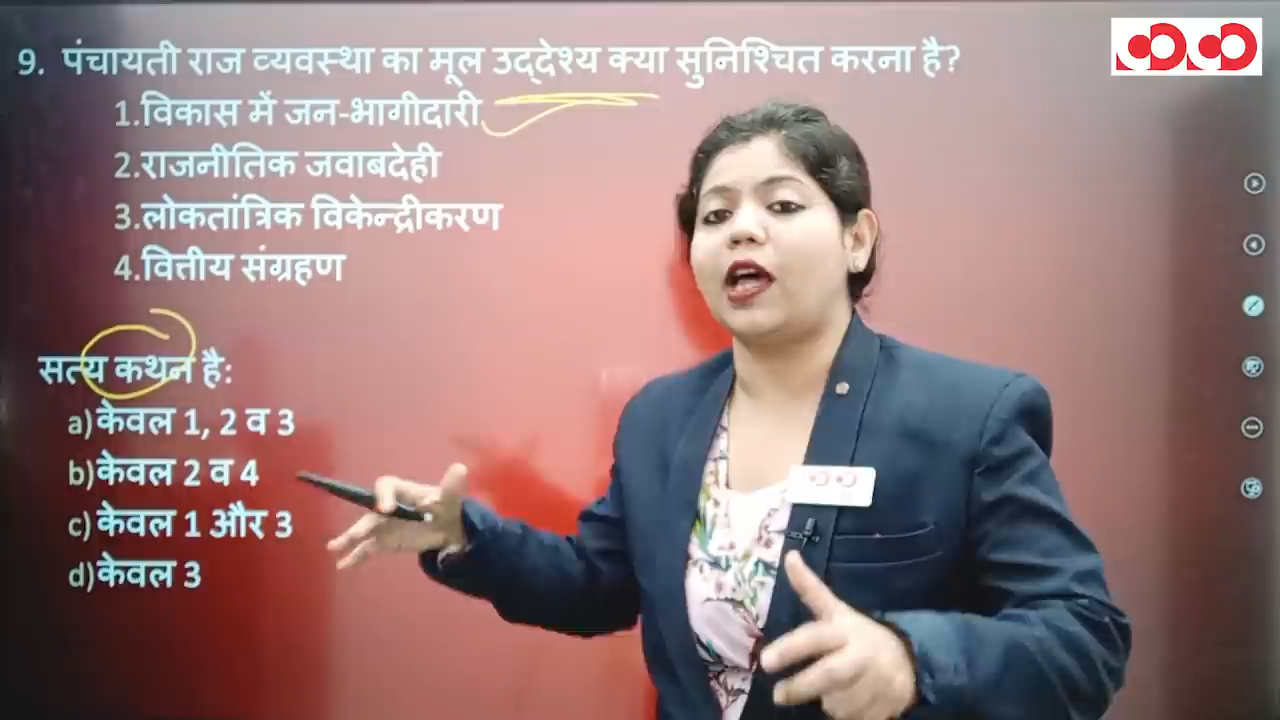 9. पंचायती राज व्यवस्था का मूल उद्देश्य क्या सुनिश्चित करना है?
1.विकास में जन-भागीदारी
2.राजनीतिक जवाबदेही
3.लोकतांत्रिक विकेन्द्रीकरण
4.वित्तीय संग्रहण
सत्य कथन है:
a)केवल 1, 2 व 3
b)केवल 2 व 4
c)केवल 1 और 3
d)केवल 3